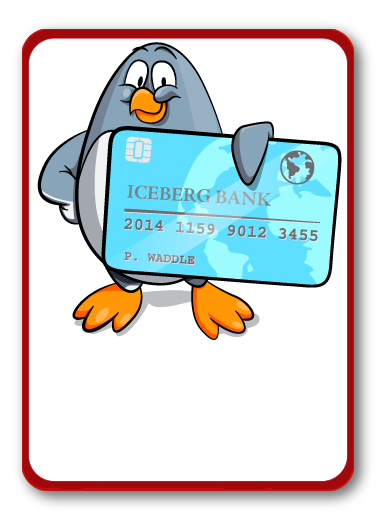 ICEBERG BANK
2014 1159 9012 3455
P. WADDLE